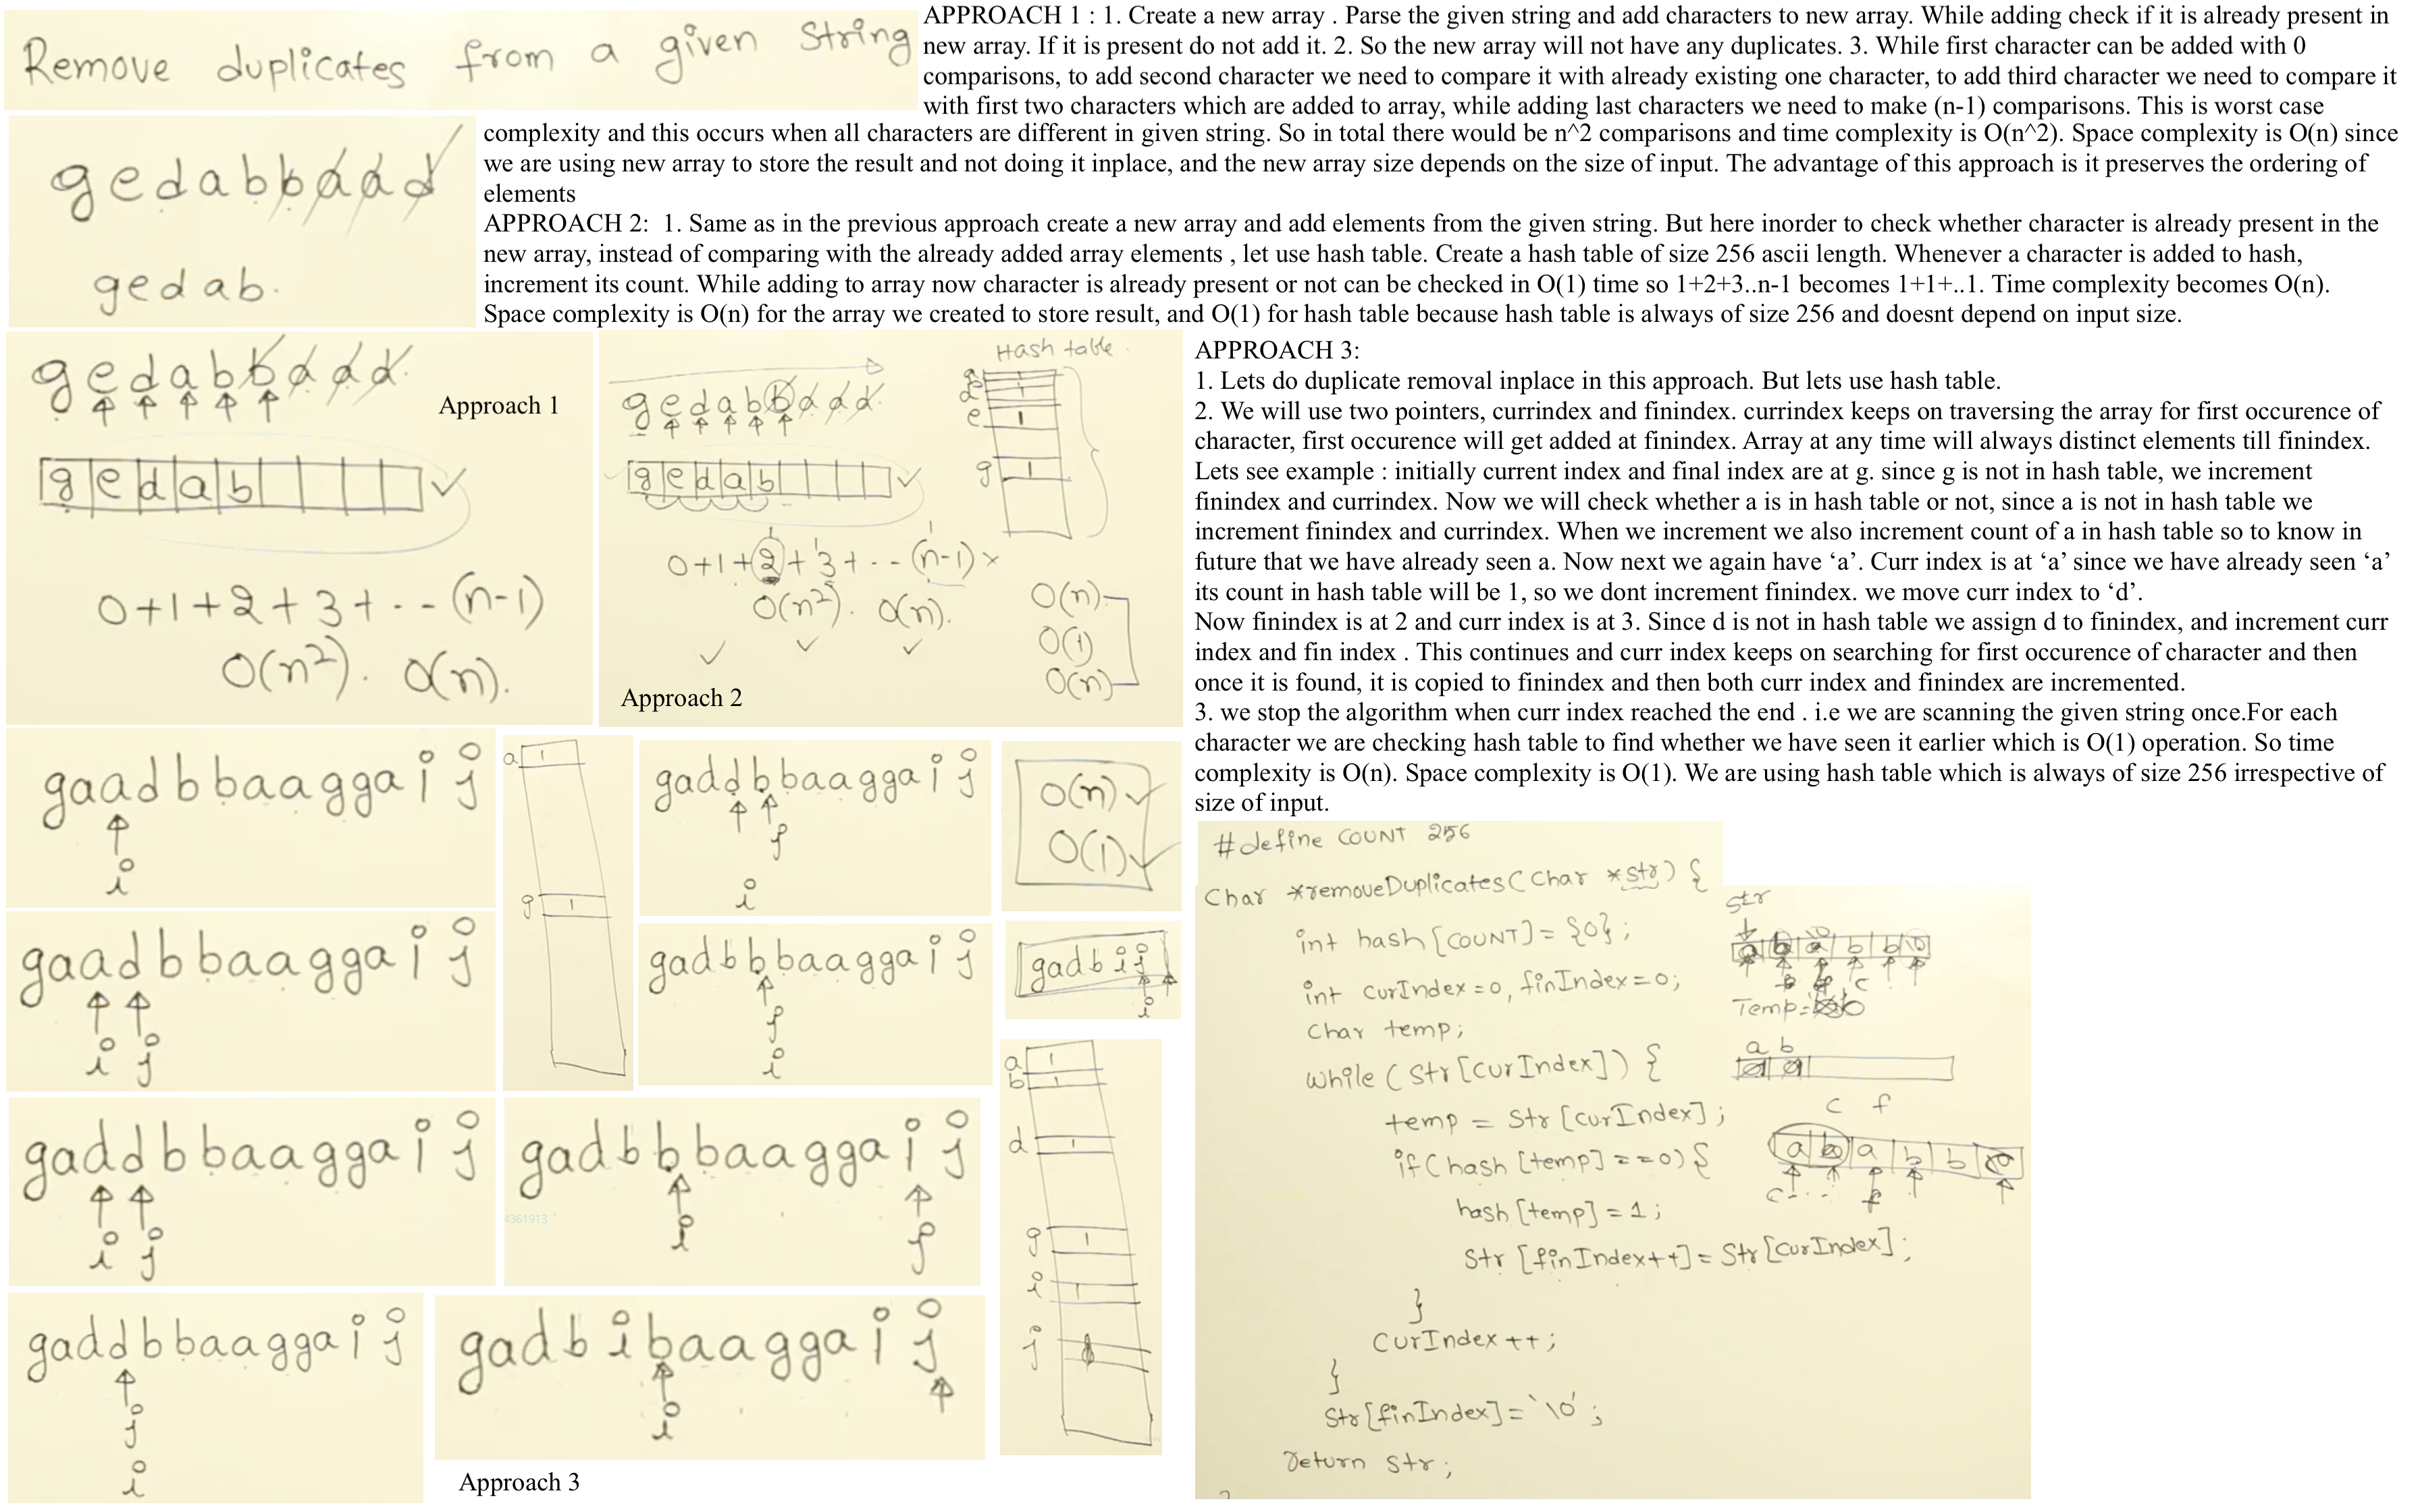 Remove duplicates from a given String
APPROACH 1 : 1. Create a new array . Parse the given string and add characters to new array. While adding check if it is already present in
new array. If it is present do not add it. 2. So the new array will not have any duplicates. 3. While first character can be added with 0
comparisons, to add second character we need to compare it with already existing one character, to add third character we need to compare it
with first two characters which are added to array, while adding last characters we need to make (n-1) comparisons. This is worst case
complexity and this occurs when all characters are different in given string. So in total there would be n^2 comparisons and time complexity is O(n^2). Space complexity is O(n) since
we are using new array to store the result and not doing it inplace, and the new array size depends on the size of input. The advantage of this approach is it preserves the ordering of
elements
APPROACH 2: 1. Same as in the previous approach create a new array and add elements from the given string. But here inorder to check whether character is already present in the
new array, instead of comparing with the already added array elements , let use hash table. Create a hash table of size 256 ascii length. Whenever a character is added to hash,
increment its count. While adding to array now character is already present or not can be checked in O(1) time so 1+2+3..n-1 becomes 1+1+..1. Time complexity becomes O(n).
Space complexity is O(n) for the array we created to store result, and O(1) for hash table because hash table is always of size 256 and doesnt depend on input size.
gedabbaad
gedab.
gedabbddd.
Approach 1
g e d a b
0+1+2+3+ -- (n-1)
O(n²). O(n).
Hash table.
gedabbddd.
g e d a b
d
e 1
g 1
0+1+2+3+ -- (n-1)
O(n²). O(n).
O(n)
O(1)
O(n)
Approach 2
APPROACH 3:
1. Lets do duplicate removal inplace in this approach. But lets use hash table.
2. We will use two pointers, currindex and finindex. currindex keeps on traversing the array for first occurence of
character, first occurence will get added at finindex. Array at any time will always distinct elements till finindex.
Lets see example : initially current index and final index are at g. since g is not in hash table, we increment
finindex and currindex. Now we will check whether a is in hash table or not, since a is not in hash table we
increment finindex and currindex. When we increment we also increment count of a in hash table so to know in
future that we have already seen a. Now next we again have ‘a’. Curr index is at ‘a’ since we have already seen ‘a’
its count in hash table will be 1, so we dont increment finindex. we move curr index to ‘d’.
Now finindex is at 2 and curr index is at 3. Since d is not in hash table we assign d to finindex, and increment curr
index and fin index . This continues and curr index keeps on searching for first occurence of character and then
once it is found, it is copied to finindex and then both curr index and finindex are incremented.
3. we stop the algorithm when curr index reached the end . i.e we are scanning the given string once.For each
character we are checking hash table to find whether we have seen it earlier which is O(1) operation. So time
complexity is O(n). Space complexity is O(1). We are using hash table which is always of size 256 irrespective of
size of input.
gaadbbaaggaij
i
a 1
g 1
gaddbbaaggaij
j
i
O(n)
O(1)
gaadbbaaggaij
i j
gadbbbaaggaij
j
i
gadbij
i
gaddbbaaggaij
i j
gadbbbaaggaij
i j
4361913
a 1
b 1
d 1
g 1
i 1
j
gaddbbaaggaij
j
i
gadbibaaggaij
i
Approach 3
#define COUNT 256
Char *removeDuplicates(Char *str) {
int hash[COUNT]={0};
int curIndex=0, finIndex=0;
Char temp;
while (Str[curIndex]) {
temp = Str[curIndex];
if(hash[temp]==0){
hash[temp]=1;
Str[finIndex++]=Str[curIndex];
}
CurIndex++;
}
Str[finIndex]='\0';
return str;
Str
a b a b b \0
Temp=
a b
c f
a b a b b
c f